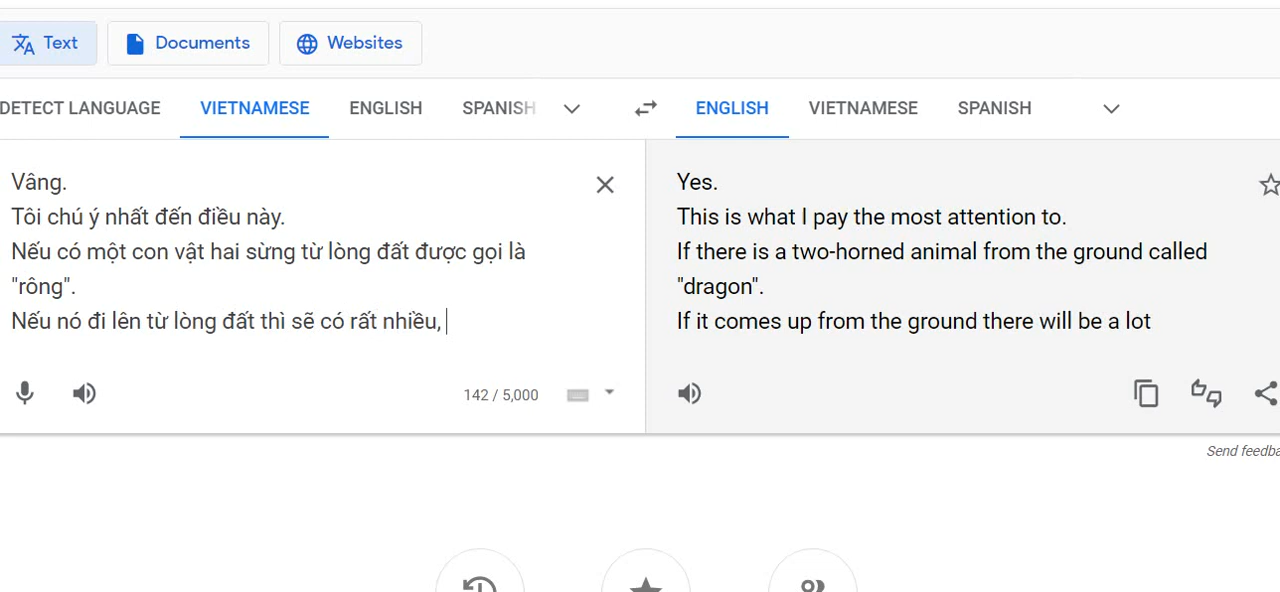 Text
Documents
Websites
DETECT LANGUAGE
VIETNAMESE
ENGLISH
SPANISH
ENGLISH
VIETNAMESE
SPANISH
Vâng.
Tôi chú ý nhất đến điều này.
Nếu có một con vật hai sừng từ lòng đất được gọi là
"rông".
Nếu nó đi lên từ lòng đất thì sẽ có rất nhiều,
142 / 5,000
Yes.
This is what I pay the most attention to.
If there is a two-horned animal from the ground called
"dragon".
If it comes up from the ground there will be a lot
Send feedba